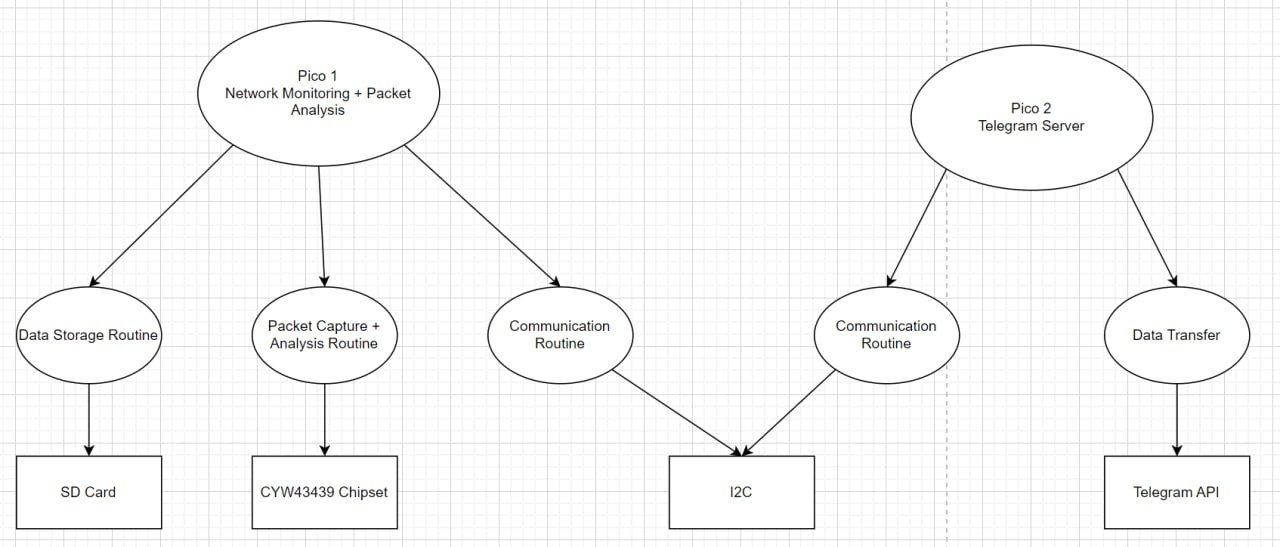 Pico 1
Network Monitoring + Packet
Analysis
Pico 2
Telegram Server
Data Storage Routine
Packet Capture +
Analysis Routine
Communication
Routine
Communication
Routine
Data Transfer
SD Card
CYW43439 Chipset
I2C
Telegram API